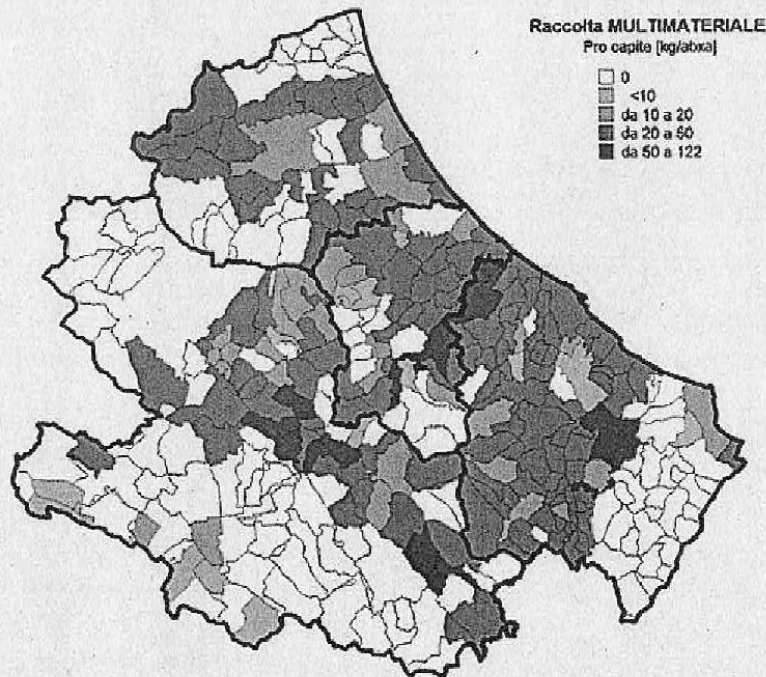 Raccolta MULTIMATERIALE
Pro capite [kg/abxa]
0
<10
da 10 a 20
da 20 a 50
da 50 a 122